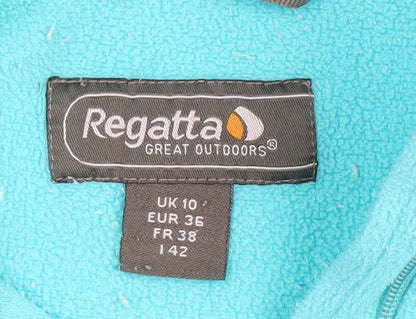 Regatta
GREAT OUTDOORS®
UK 10
EUR 36
FR 38
I 42